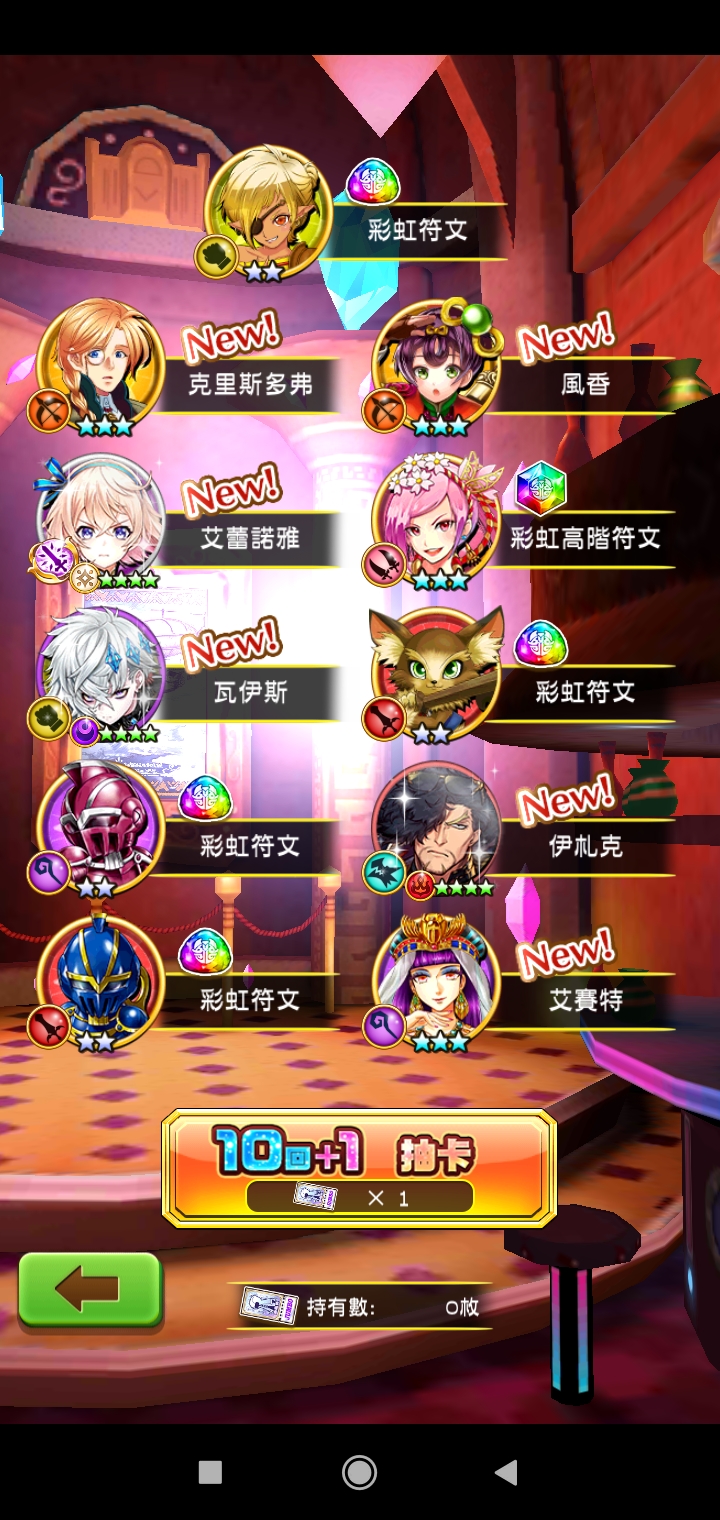 彩虹符文
New!
克里斯多弗
New!
風香
New!
艾蕾諾雅
彩虹高階符文
New!
瓦伊斯
彩虹符文
彩虹符文
New!
伊札克
彩虹符文
New!
艾賽特
10回+1 抽卡
× 1
持有數: 0枚